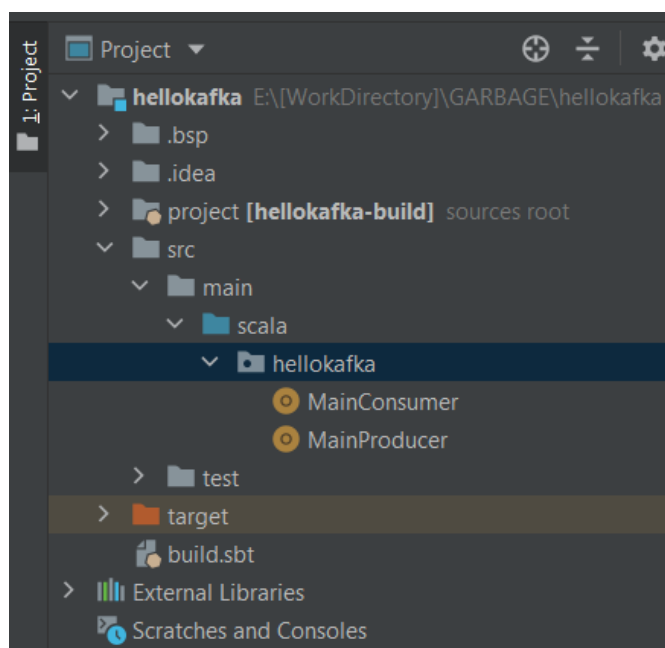 1: Project
Project
hellokafka E:\[WorkDirectory]\GARBAGE\hellokafka
.bsp
.idea
project [hellokafka-build] sources root
src
main
scala
hellokafka
MainConsumer
MainProducer
test
target
build.sbt
External Libraries
Scratches and Consoles